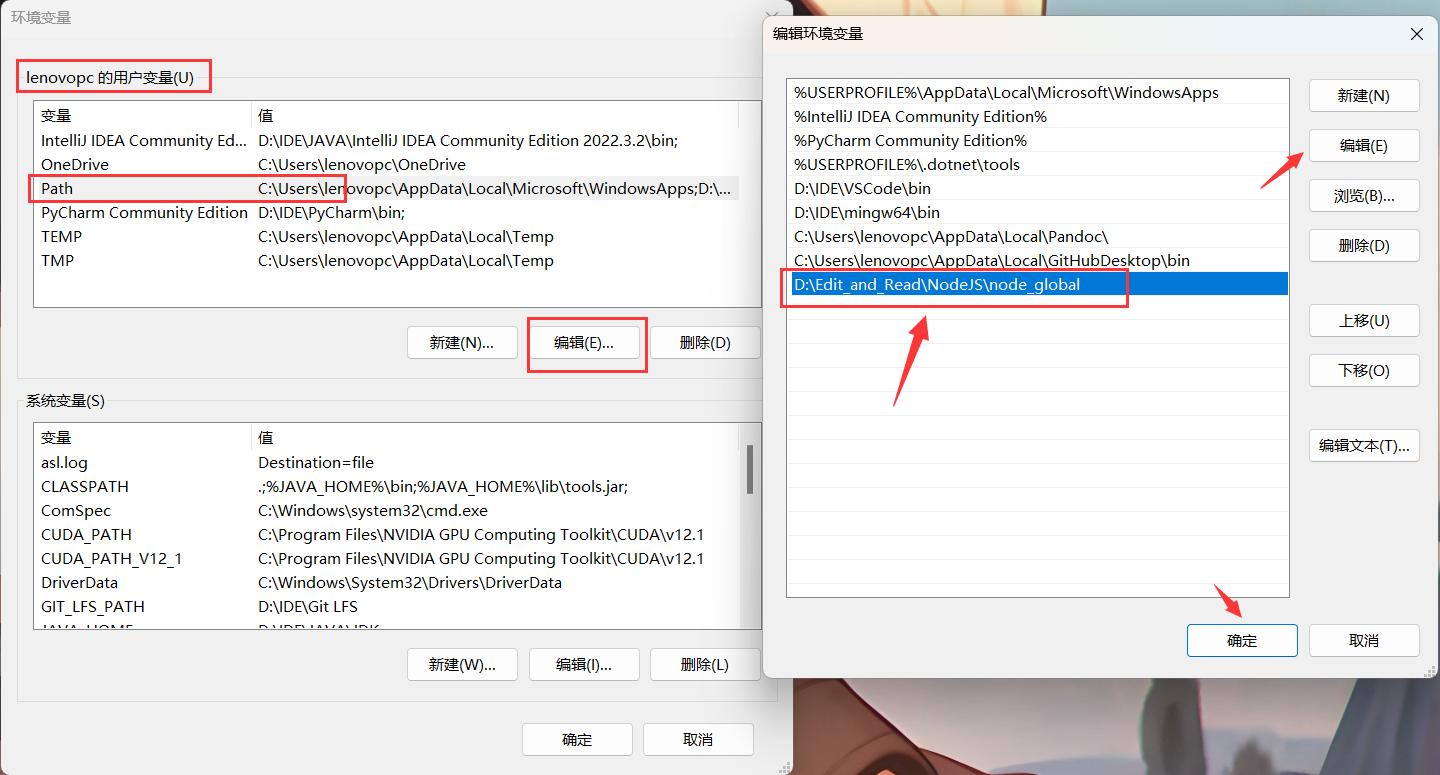 环境变量
lenovopc 的用户变量(U)
变量 值
IntelliJ IDEA Community Ed... D:\IDE\JAVA\IntelliJ IDEA Community Edition 2022.3.2\bin;
OneDrive C:\Users\lenovopc\OneDrive
Path C:\Users\lenovopc\AppData\Local\Microsoft\WindowsApps;D:\...
PyCharm Community Edition D:\IDE\PyCharm\bin;
TEMP C:\Users\lenovopc\AppData\Local\Temp
TMP C:\Users\lenovopc\AppData\Local\Temp
新建(N)... 编辑(E)... 删除(D)
系统变量(S)
变量 值
asl.log Destination=file
CLASSPATH .;%JAVA_HOME%\bin;%JAVA_HOME%\lib\tools.jar;
ComSpec C:\Windows\system32\cmd.exe
CUDA_PATH C:\Program Files\NVIDIA GPU Computing Toolkit\CUDA\v12.1
CUDA_PATH_V12_1 C:\Program Files\NVIDIA GPU Computing Toolkit\CUDA\v12.1
DriverData C:\Windows\System32\Drivers\DriverData
GIT_LFS_PATH D:\IDE\Git LFS
JAVA_HOME D:\IDE\JAVA\JDK
新建(W)... 编辑(I)... 删除(L)
确定 取消
编辑环境变量
%USERPROFILE%\AppData\Local\Microsoft\WindowsApps
%IntelliJ IDEA Community Edition%
%PyCharm Community Edition%
%USERPROFILE%\.dotnet\tools
D:\IDE\VSCode\bin
D:\IDE\mingw64\bin
C:\Users\lenovopc\AppData\Local\Pandoc\
C:\Users\lenovopc\AppData\Local\GitHubDesktop\bin
D:\Edit_and_Read\NodeJS\node_global
新建(N)
编辑(E)
浏览(B)...
删除(D)
上移(U)
下移(O)
编辑文本(T)...
确定 取消